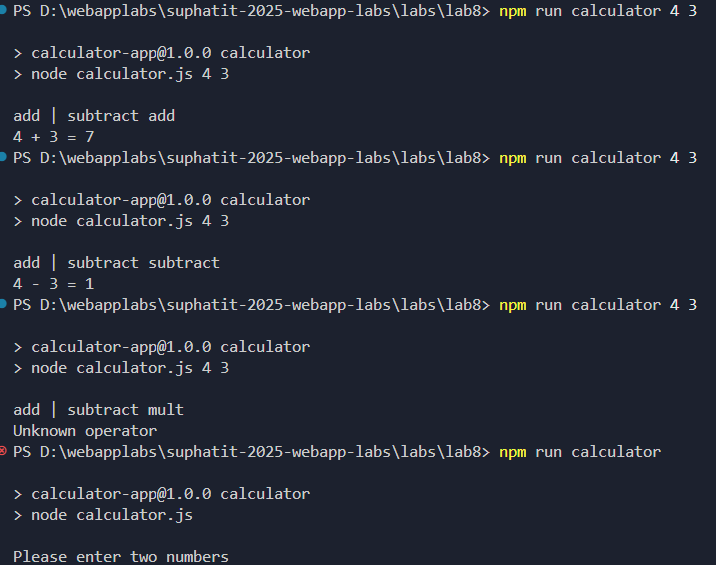 PS D:\webapplabs\suphatit-2025-webapp-labs\labs\lab8> npm run calculator 4 3
> calculator-app@1.0.0 calculator
> node calculator.js 4 3
add | subtract add
4 + 3 = 7
PS D:\webapplabs\suphatit-2025-webapp-labs\labs\lab8> npm run calculator 4 3
> calculator-app@1.0.0 calculator
> node calculator.js 4 3
add | subtract subtract
4 - 3 = 1
PS D:\webapplabs\suphatit-2025-webapp-labs\labs\lab8> npm run calculator 4 3
> calculator-app@1.0.0 calculator
> node calculator.js 4 3
add | subtract mult
Unknown operator
PS D:\webapplabs\suphatit-2025-webapp-labs\labs\lab8> npm run calculator
> calculator-app@1.0.0 calculator
> node calculator.js
Please enter two numbers